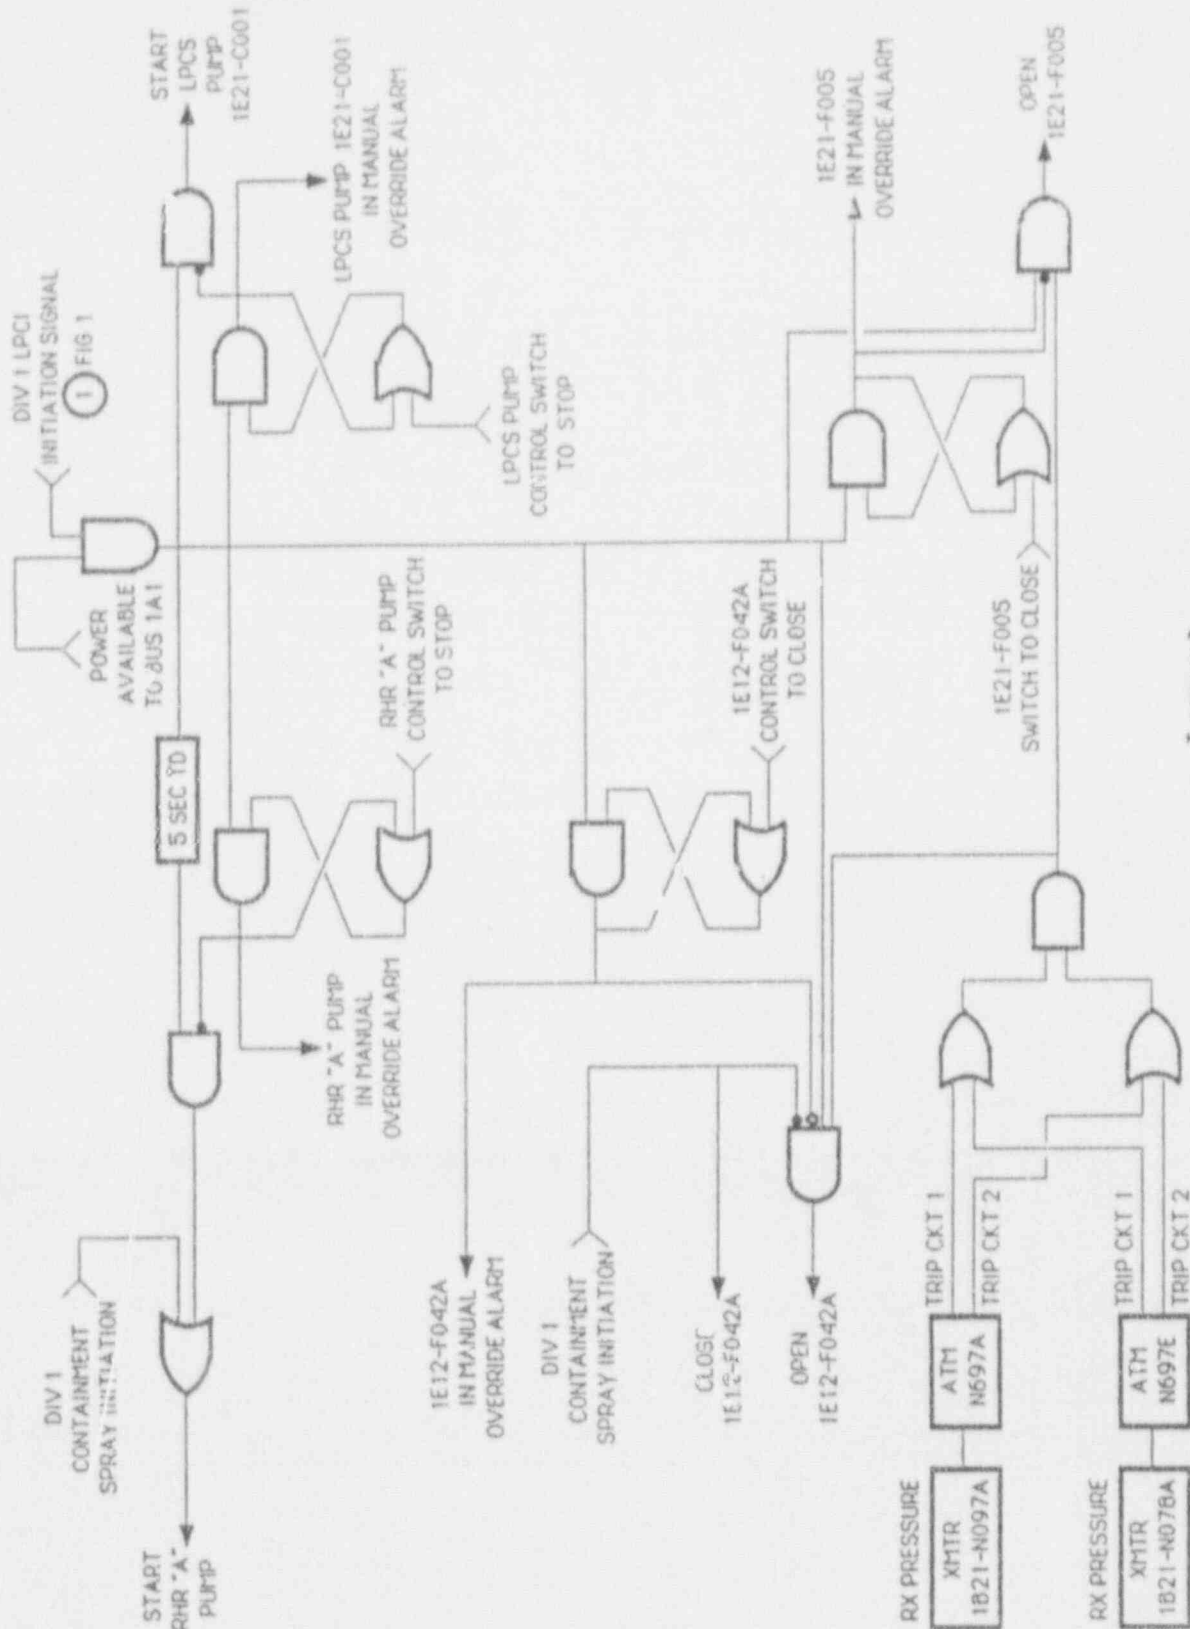 START
LPCS
PUMP
1E21-C001
LPCS PUMP 1E21-C001
IN MANUAL
OVERRIDE ALARM
DIV 1 LPCI
INITIATION SIGNAL
1 FIG 1
POWER
AVAILABLE
TO BUS 1A1
5 SEC TD
LPCS PUMP
CONTROL SWITCH
TO STOP
RHR "A" PUMP
CONTROL SWITCH
TO STOP
RHR "A" PUMP
IN MANUAL
OVERRIDE ALARM
DIV 1
CONTAINMENT
SPRAY INITIATION
START
RHR "A"
PUMP
1E21-F005
IN MANUAL
OVERRIDE ALARM
OPEN
1E21-F005
1E12-F042A
CONTROL SWITCH
TO CLOSE
1E21-F005
SWITCH TO CLOSE
1E12-F042A
IN MANUAL
OVERRIDE ALARM
DIV 1
CONTAINMENT
SPRAY INITIATION
CLOSE
1E12-F042A
OPEN
1E12-F042A
TRIP CKT 1
TRIP CKT 2
ATM
N697A
RX PRESSURE
XMTR
1B21-N097A
TRIP CKT 1
TRIP CKT 2
ATM
N697E
RX PRESSURE
XMTR
1B21-N078A